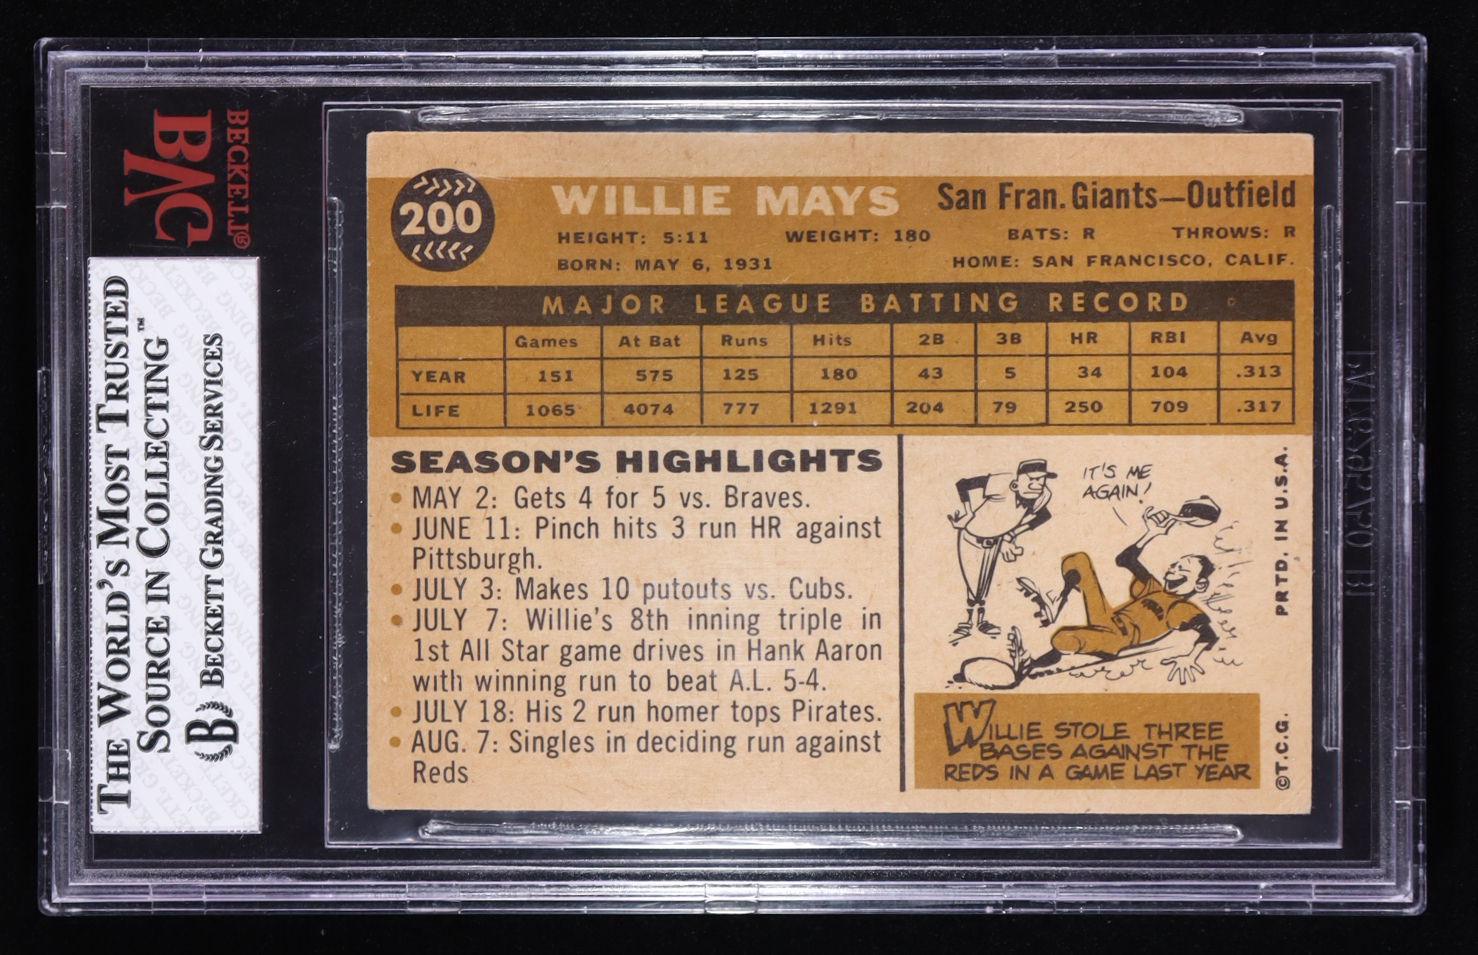 BECKETT®
BVG
THE WORLD'S MOST TRUSTED
SOURCE IN COLLECTING™
BECKETT GRADING SERVICES
B
200
WILLIE MAYS
San Fran. Giants—Outfield
HEIGHT: 5:11 WEIGHT: 180 BATS: R THROWS: R
BORN: MAY 6, 1931 HOME: SAN FRANCISCO, CALIF.
MAJOR LEAGUE BATTING RECORD
Games At Bat Runs Hits 2B 3B HR RBI Avg
YEAR 151 575 125 180 43 5 34 104 .313
LIFE 1065 4074 777 1291 204 79 250 709 .317
SEASON'S HIGHLIGHTS
• MAY 2: Gets 4 for 5 vs. Braves.
• JUNE 11: Pinch hits 3 run HR against
Pittsburgh.
• JULY 3: Makes 10 putouts vs. Cubs.
• JULY 7: Willie's 8th inning triple in
1st All Star game drives in Hank Aaron
with winning run to beat A.L. 5-4.
• JULY 18: His 2 run homer tops Pirates.
• AUG. 7: Singles in deciding run against
Reds
IT'S ME
AGAIN!
WILLIE STOLE THREE
BASES AGAINST THE
REDS IN A GAME LAST YEAR
©T.C.G. PRTD. IN U.S.A.